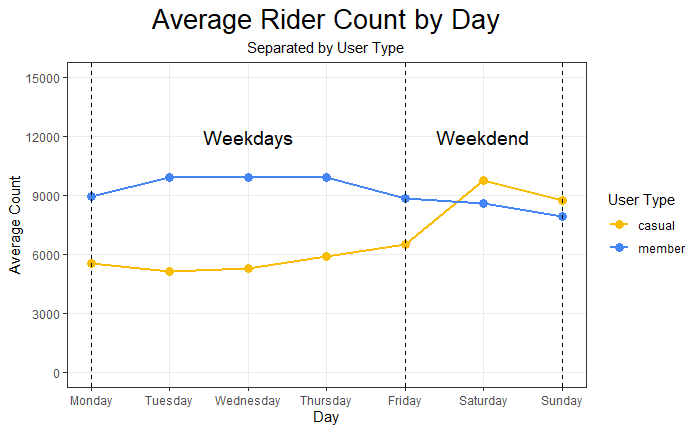 Average Rider Count by Day
Separated by User Type
15000
12000
9000
6000
3000
0
Average Count
Weekdays
Weekdend
Monday
Tuesday
Wednesday
Thursday
Friday
Saturday
Sunday
Day
User Type
casual
member